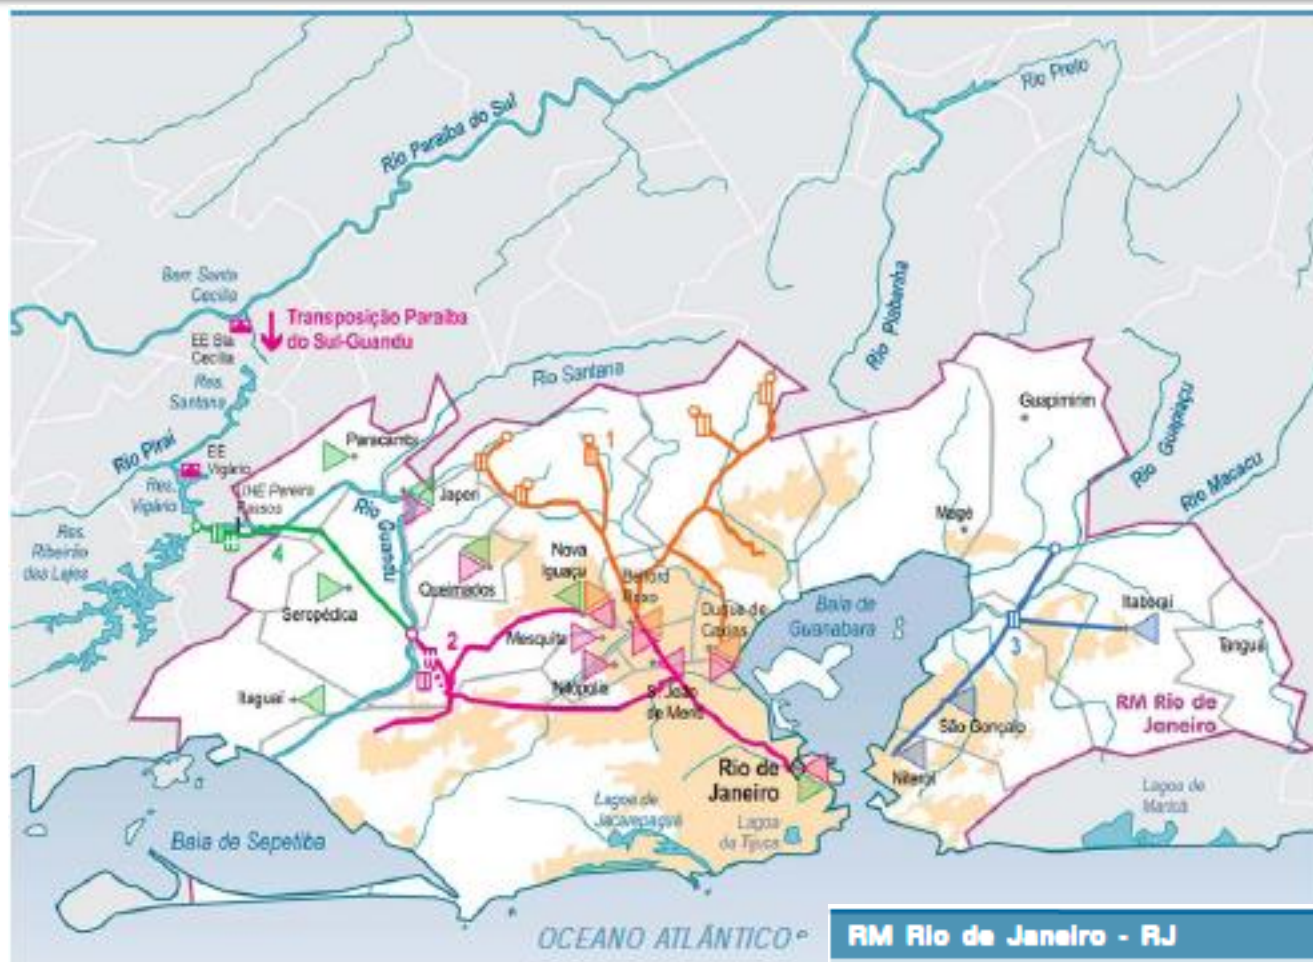 Rio Preto
Rio Paraíba do Sul
Barr. Santa
Cecília
Transposição Paraíba
do Sul-Guandu
EE Sta
Cecília
Res.
Santana
Rio Santana
Rio Piabanha
Guapimirim
Rio Guapiaçu
Rio Macacu
Rio Piraí
EE
Vigário
Res.
Vigário
UHE Pereira
Passos
Paracambi
Japeri
Rio Guandu
1
Magé
Res.
Ribeirão
das Lajes
4
Seropédica
Queimados
Nova
Iguaçu
Belford
Roxo
Duque de
Caxias
Baía de
Guanabara
Itaboraí
Tanguá
Mesquita
2
3
Nilópolis
S. João
de Meriti
Itaguaí
São Gonçalo
RM Rio de
Janeiro
Niterói
Rio de
Janeiro
Lagoa de
Jacarepaguá
Lagoa
da Tijuca
Lagoa de
Maricá
Baía de Sepetiba
OCEANO ATLÂNTICO
RM Rio de Janeiro - RJ